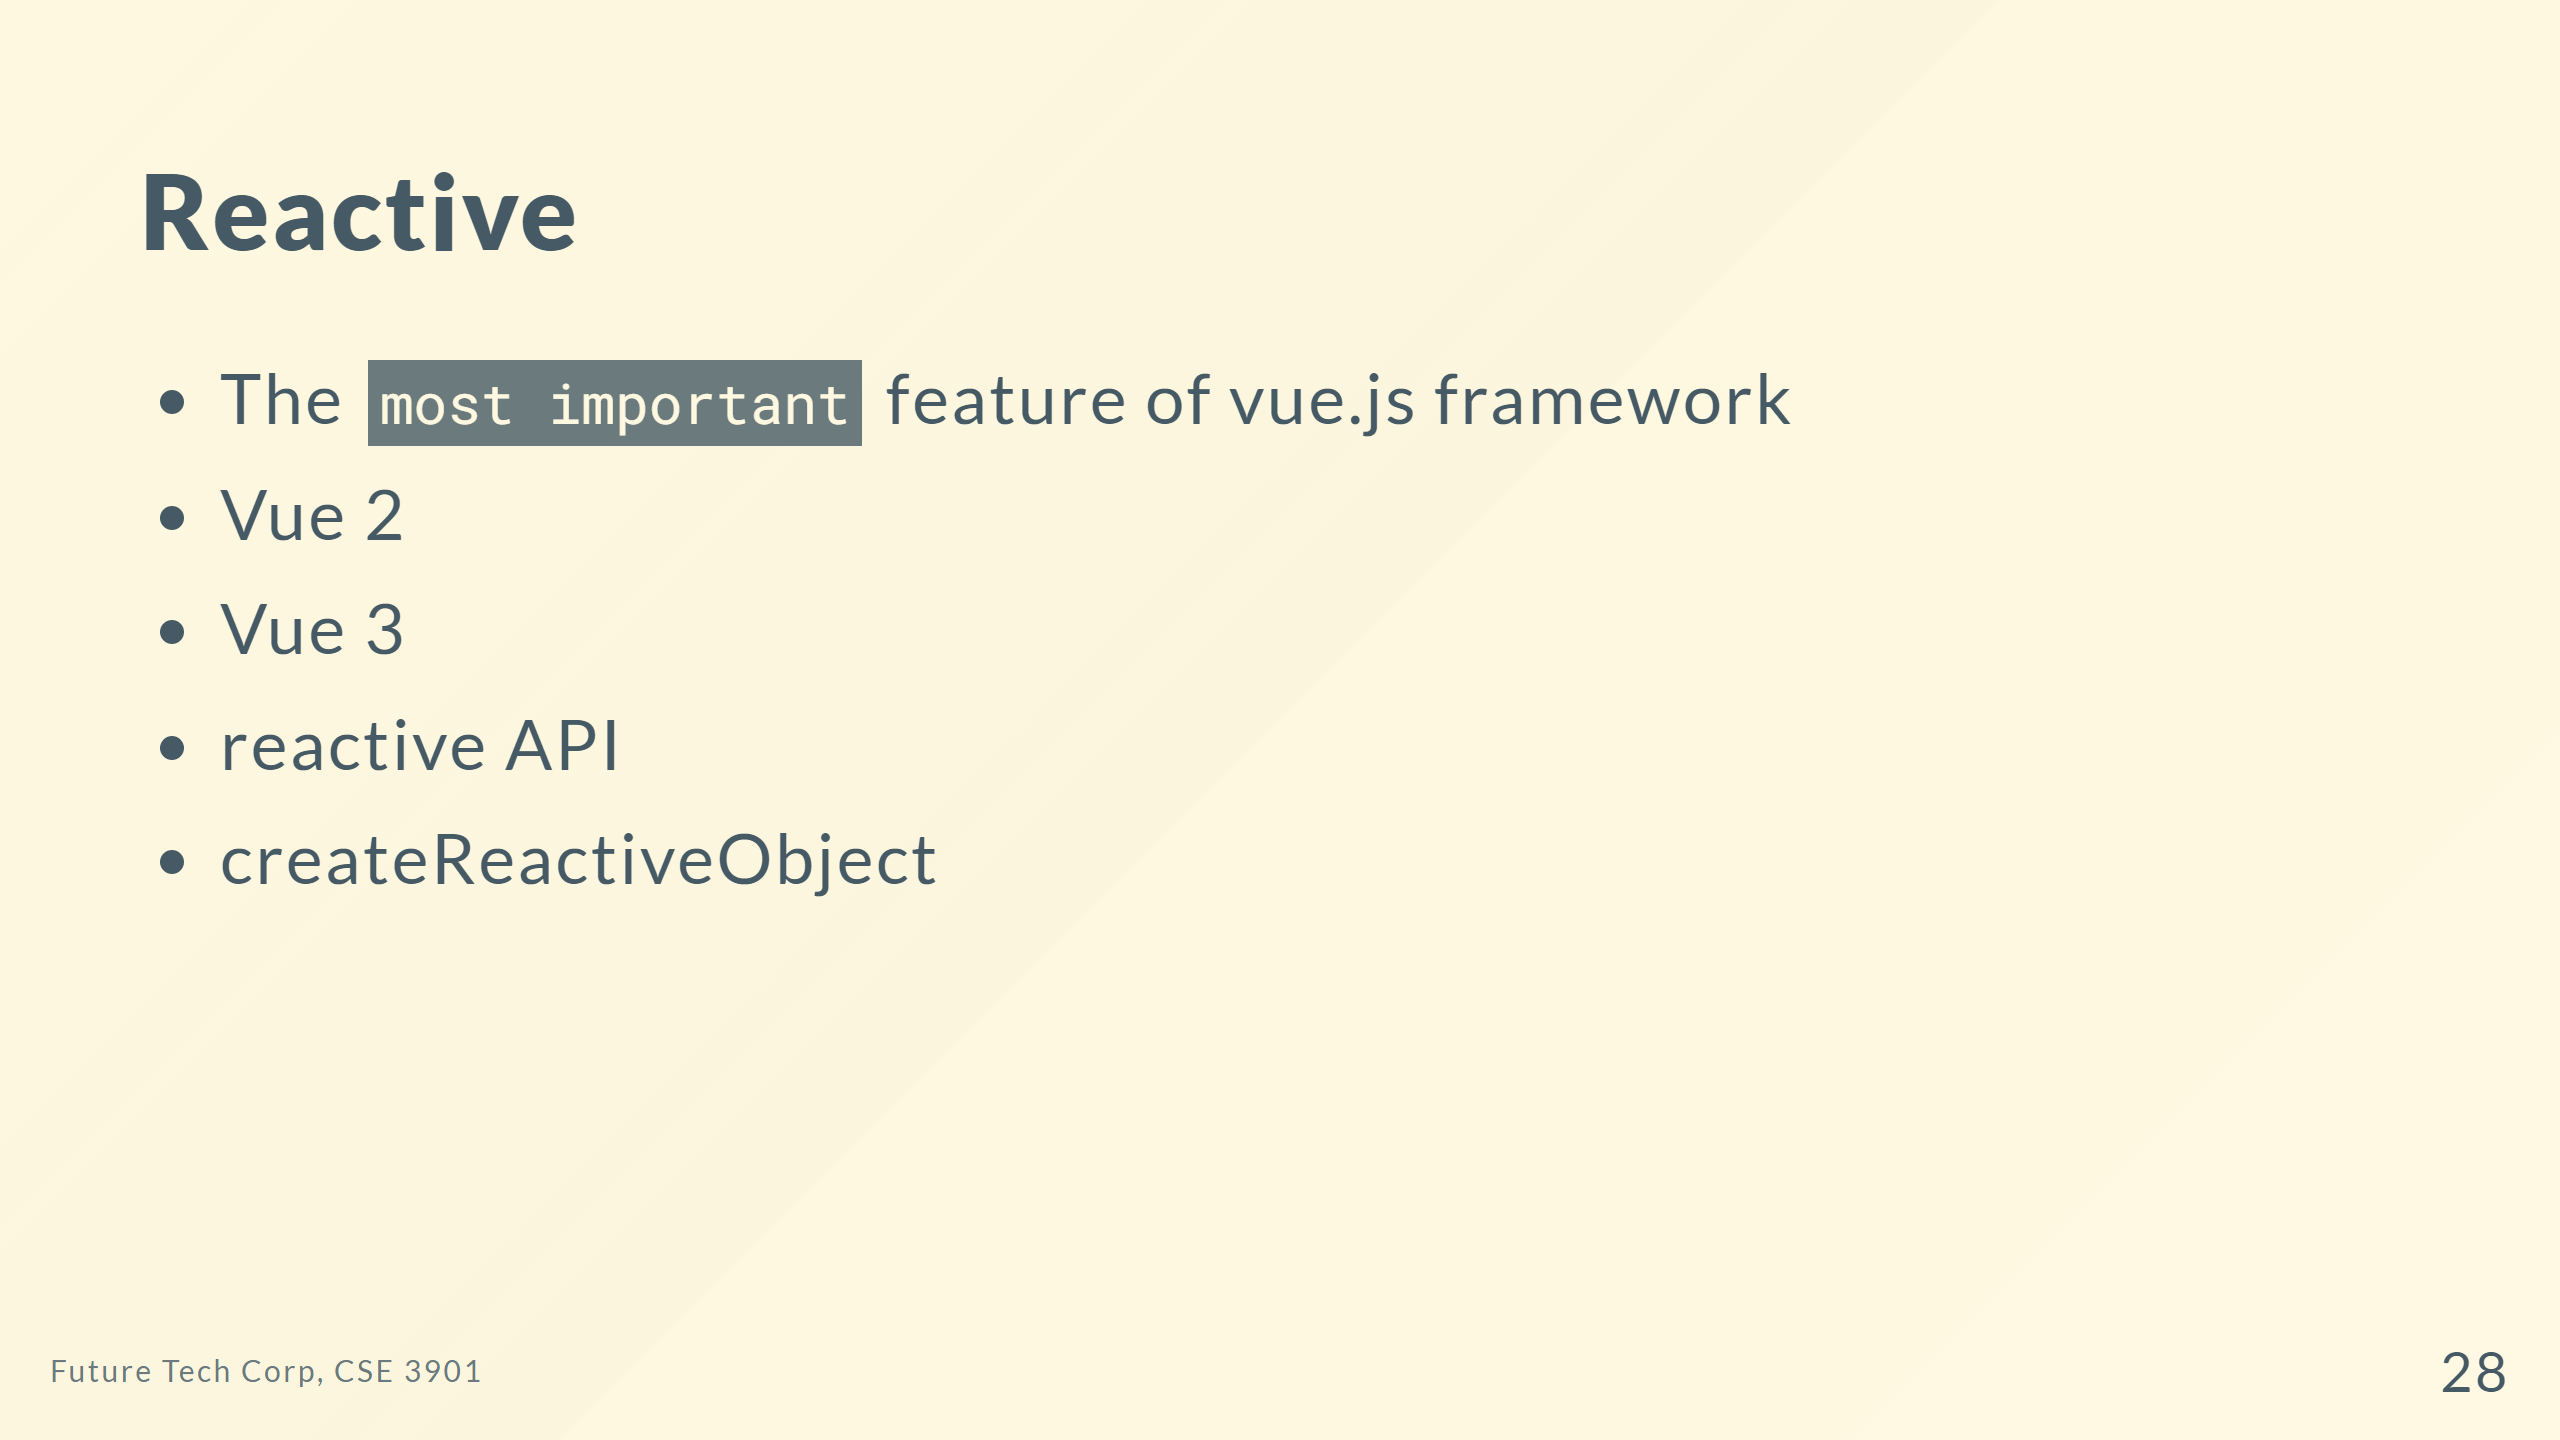 Reactive
The most important feature of vue.js framework
Vue 2
Vue 3
reactive API
createReactiveObject
Future Tech Corp, CSE 3901
28